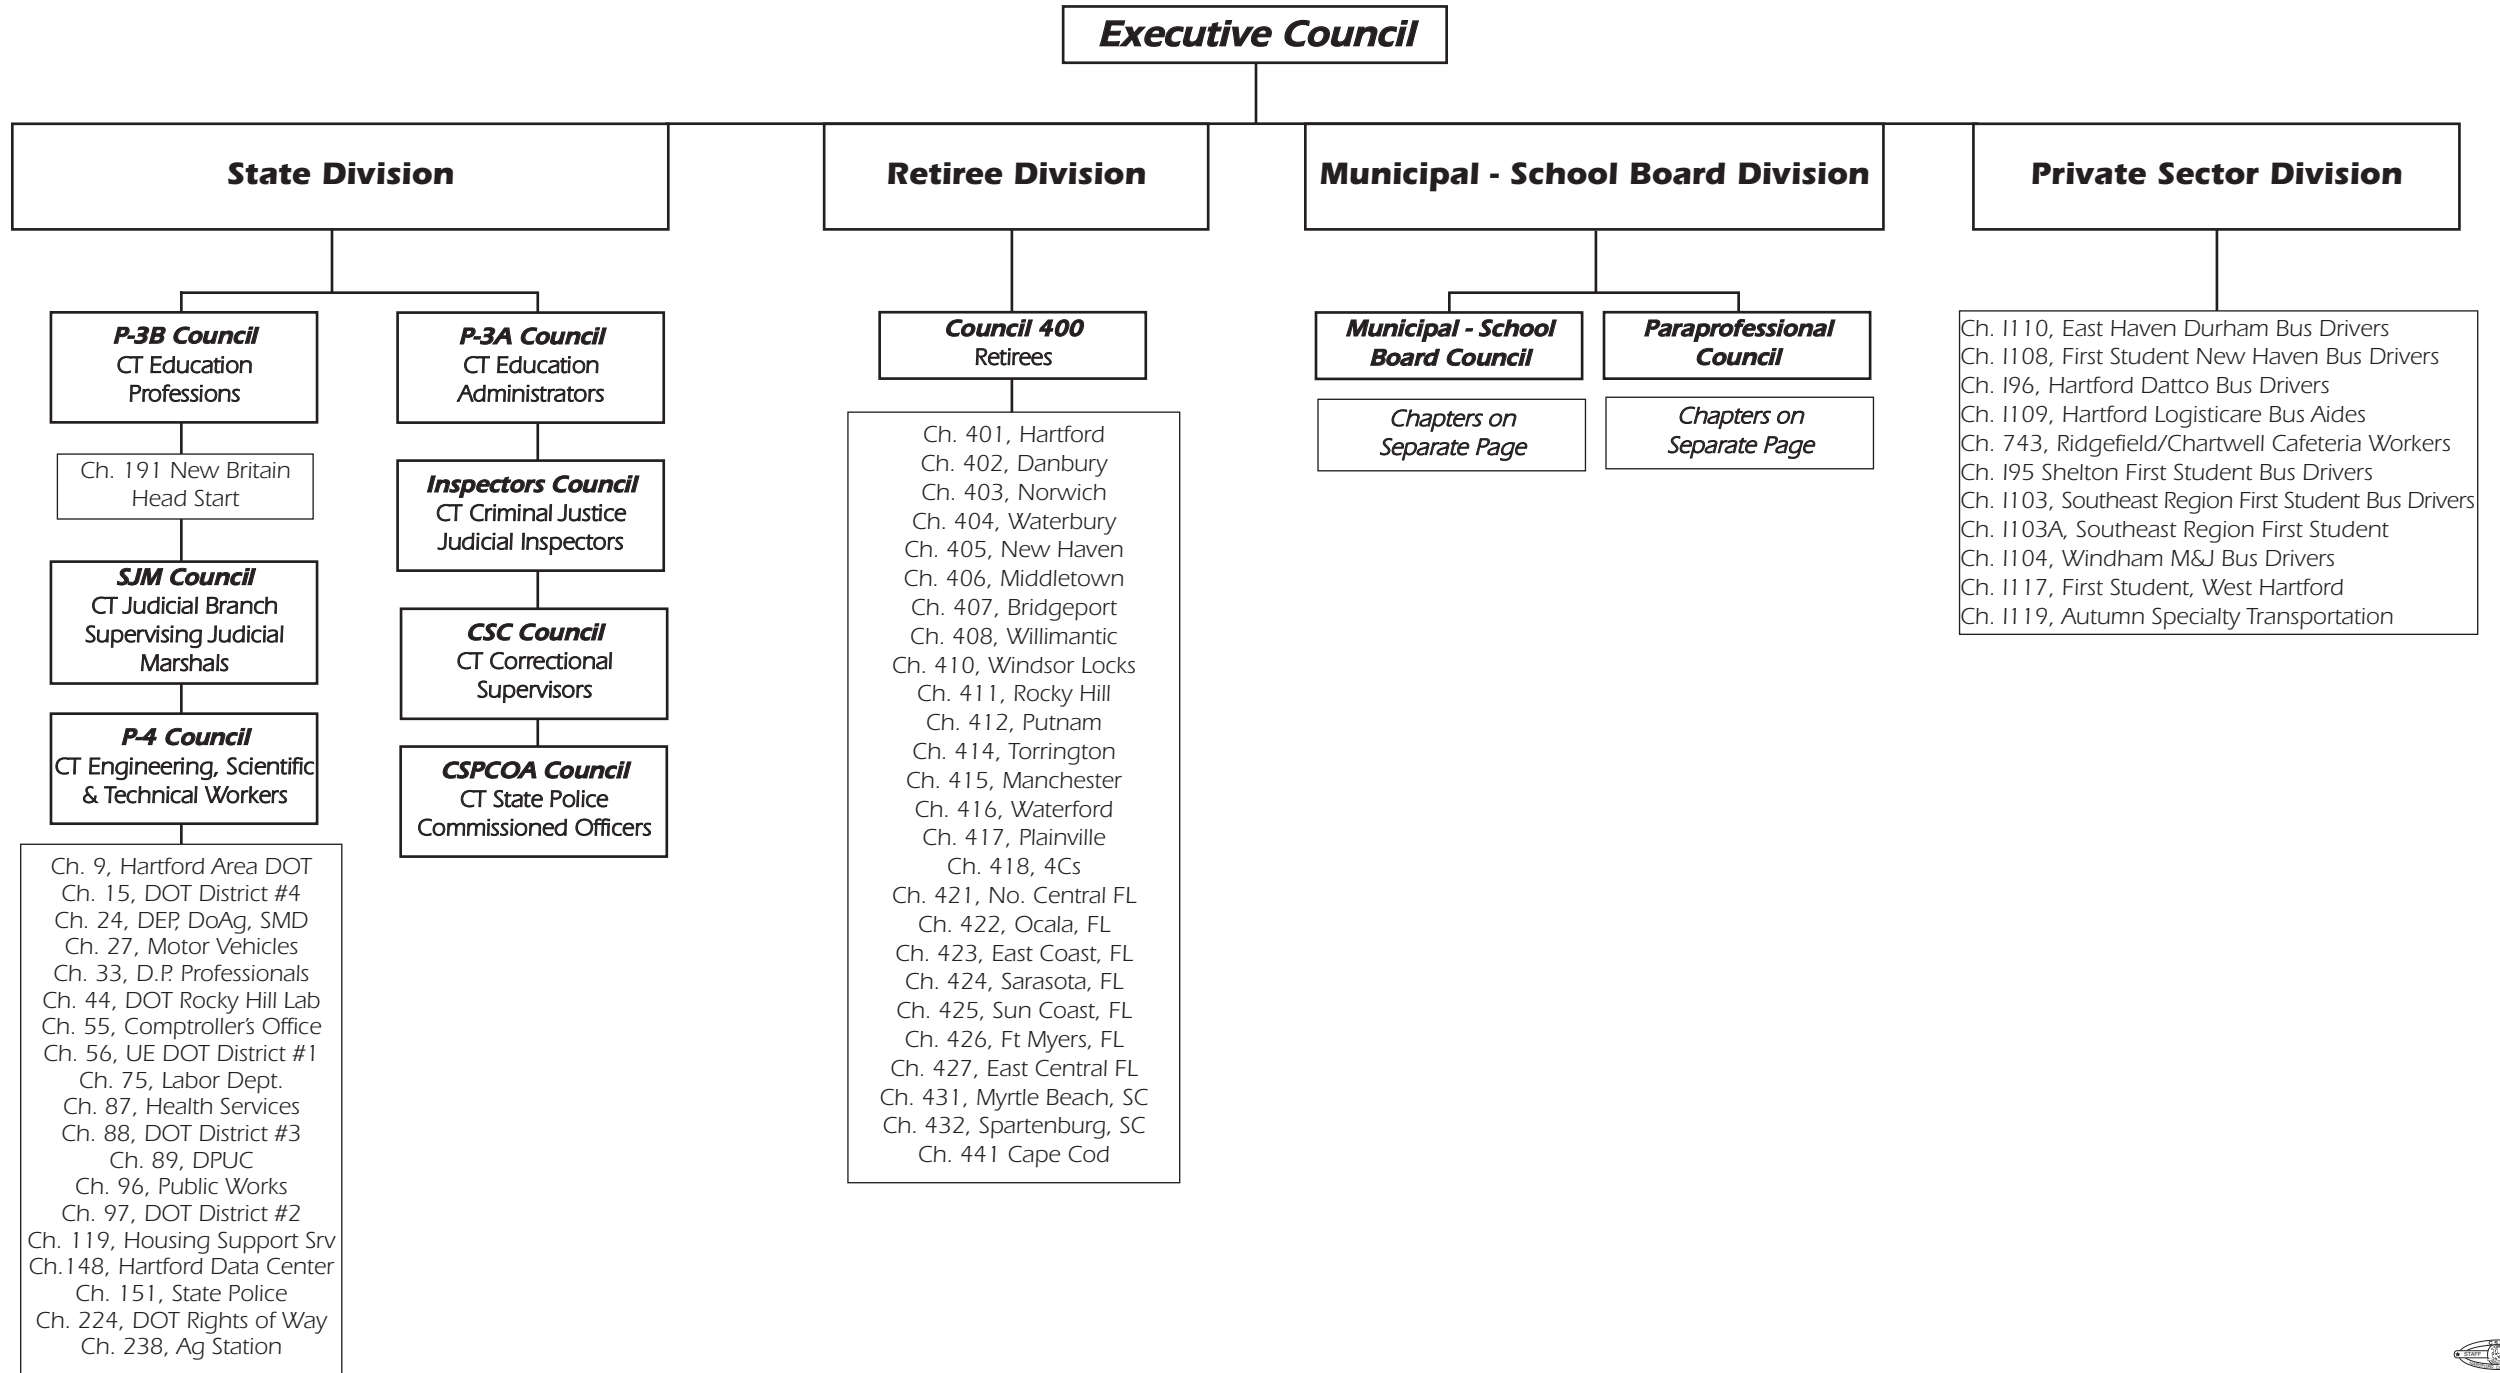 Executive Council
State Division
Retiree Division
Municipal - School Board Division
Private Sector Division
P-3B Council
CT Education
Professions
Ch. 191 New Britain
Head Start
SJM Council
CT Judicial Branch
Supervising Judicial
Marshals
P-4 Council
CT Engineering, Scientific
& Technical Workers
Ch. 9, Hartford Area DOT
Ch. 15, DOT District #4
Ch. 24, DEP, DoAg, SMD
Ch. 27, Motor Vehicles
Ch. 33, D.P. Professionals
Ch. 44, DOT Rocky Hill Lab
Ch. 55, Comptroller's Office
Ch. 56, UE DOT District #1
Ch. 75, Labor Dept.
Ch. 87, Health Services
Ch. 88, DOT District #3
Ch. 89, DPUC
Ch. 96, Public Works
Ch. 97, DOT District #2
Ch. 119, Housing Support Srv
Ch.148, Hartford Data Center
Ch. 151, State Police
Ch. 224, DOT Rights of Way
Ch. 238, Ag Station
P-3A Council
CT Education
Administrators
Inspectors Council
CT Criminal Justice
Judicial Inspectors
CSC Council
CT Correctional
Supervisors
CSPCOA Council
CT State Police
Commissioned Officers
Council 400
Retirees
Ch. 401, Hartford
Ch. 402, Danbury
Ch. 403, Norwich
Ch. 404, Waterbury
Ch. 405, New Haven
Ch. 406, Middletown
Ch. 407, Bridgeport
Ch. 408, Willimantic
Ch. 410, Windsor Locks
Ch. 411, Rocky Hill
Ch. 412, Putnam
Ch. 414, Torrington
Ch. 415, Manchester
Ch. 416, Waterford
Ch. 417, Plainville
Ch. 418, 4Cs
Ch. 421, No. Central FL
Ch. 422, Ocala, FL
Ch. 423, East Coast, FL
Ch. 424, Sarasota, FL
Ch. 425, Sun Coast, FL
Ch. 426, Ft Myers, FL
Ch. 427, East Central FL
Ch. 431, Myrtle Beach, SC
Ch. 432, Spartenburg, SC
Ch. 441 Cape Cod
Municipal - School
Board Council
Chapters on
Separate Page
Paraprofessional
Council
Chapters on
Separate Page
Ch. I110, East Haven Durham Bus Drivers
Ch. I108, First Student New Haven Bus Drivers
Ch. I96, Hartford Dattco Bus Drivers
Ch. I109, Hartford Logisticare Bus Aides
Ch. 743, Ridgefield/Chartwell Cafeteria Workers
Ch. I95 Shelton First Student Bus Drivers
Ch. I103, Southeast Region First Student Bus Drivers
Ch. I103A, Southeast Region First Student
Ch. I104, Windham M&J Bus Drivers
Ch. I117, First Student, West Hartford
Ch. I119, Autumn Specialty Transportation
STAFF